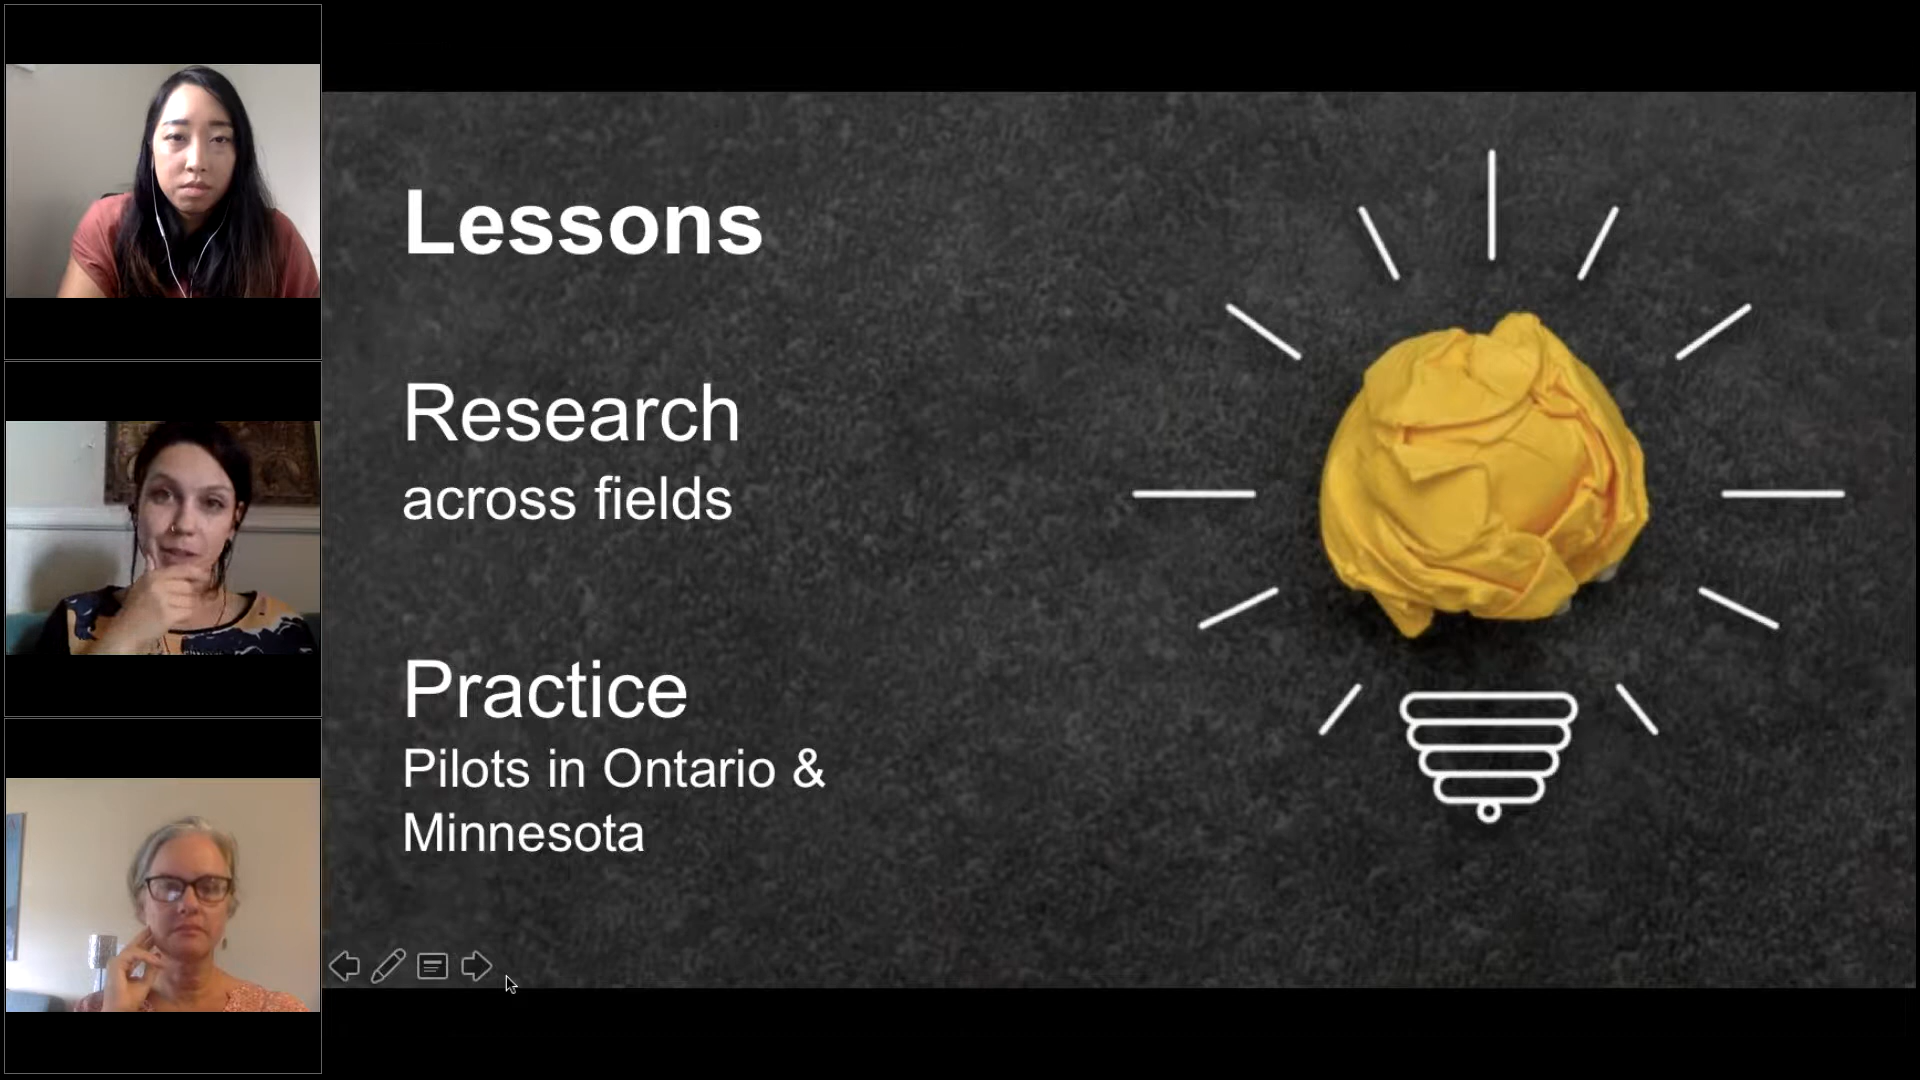 Lessons
Research
across fields
Practice
Pilots in Ontario &
Minnesota